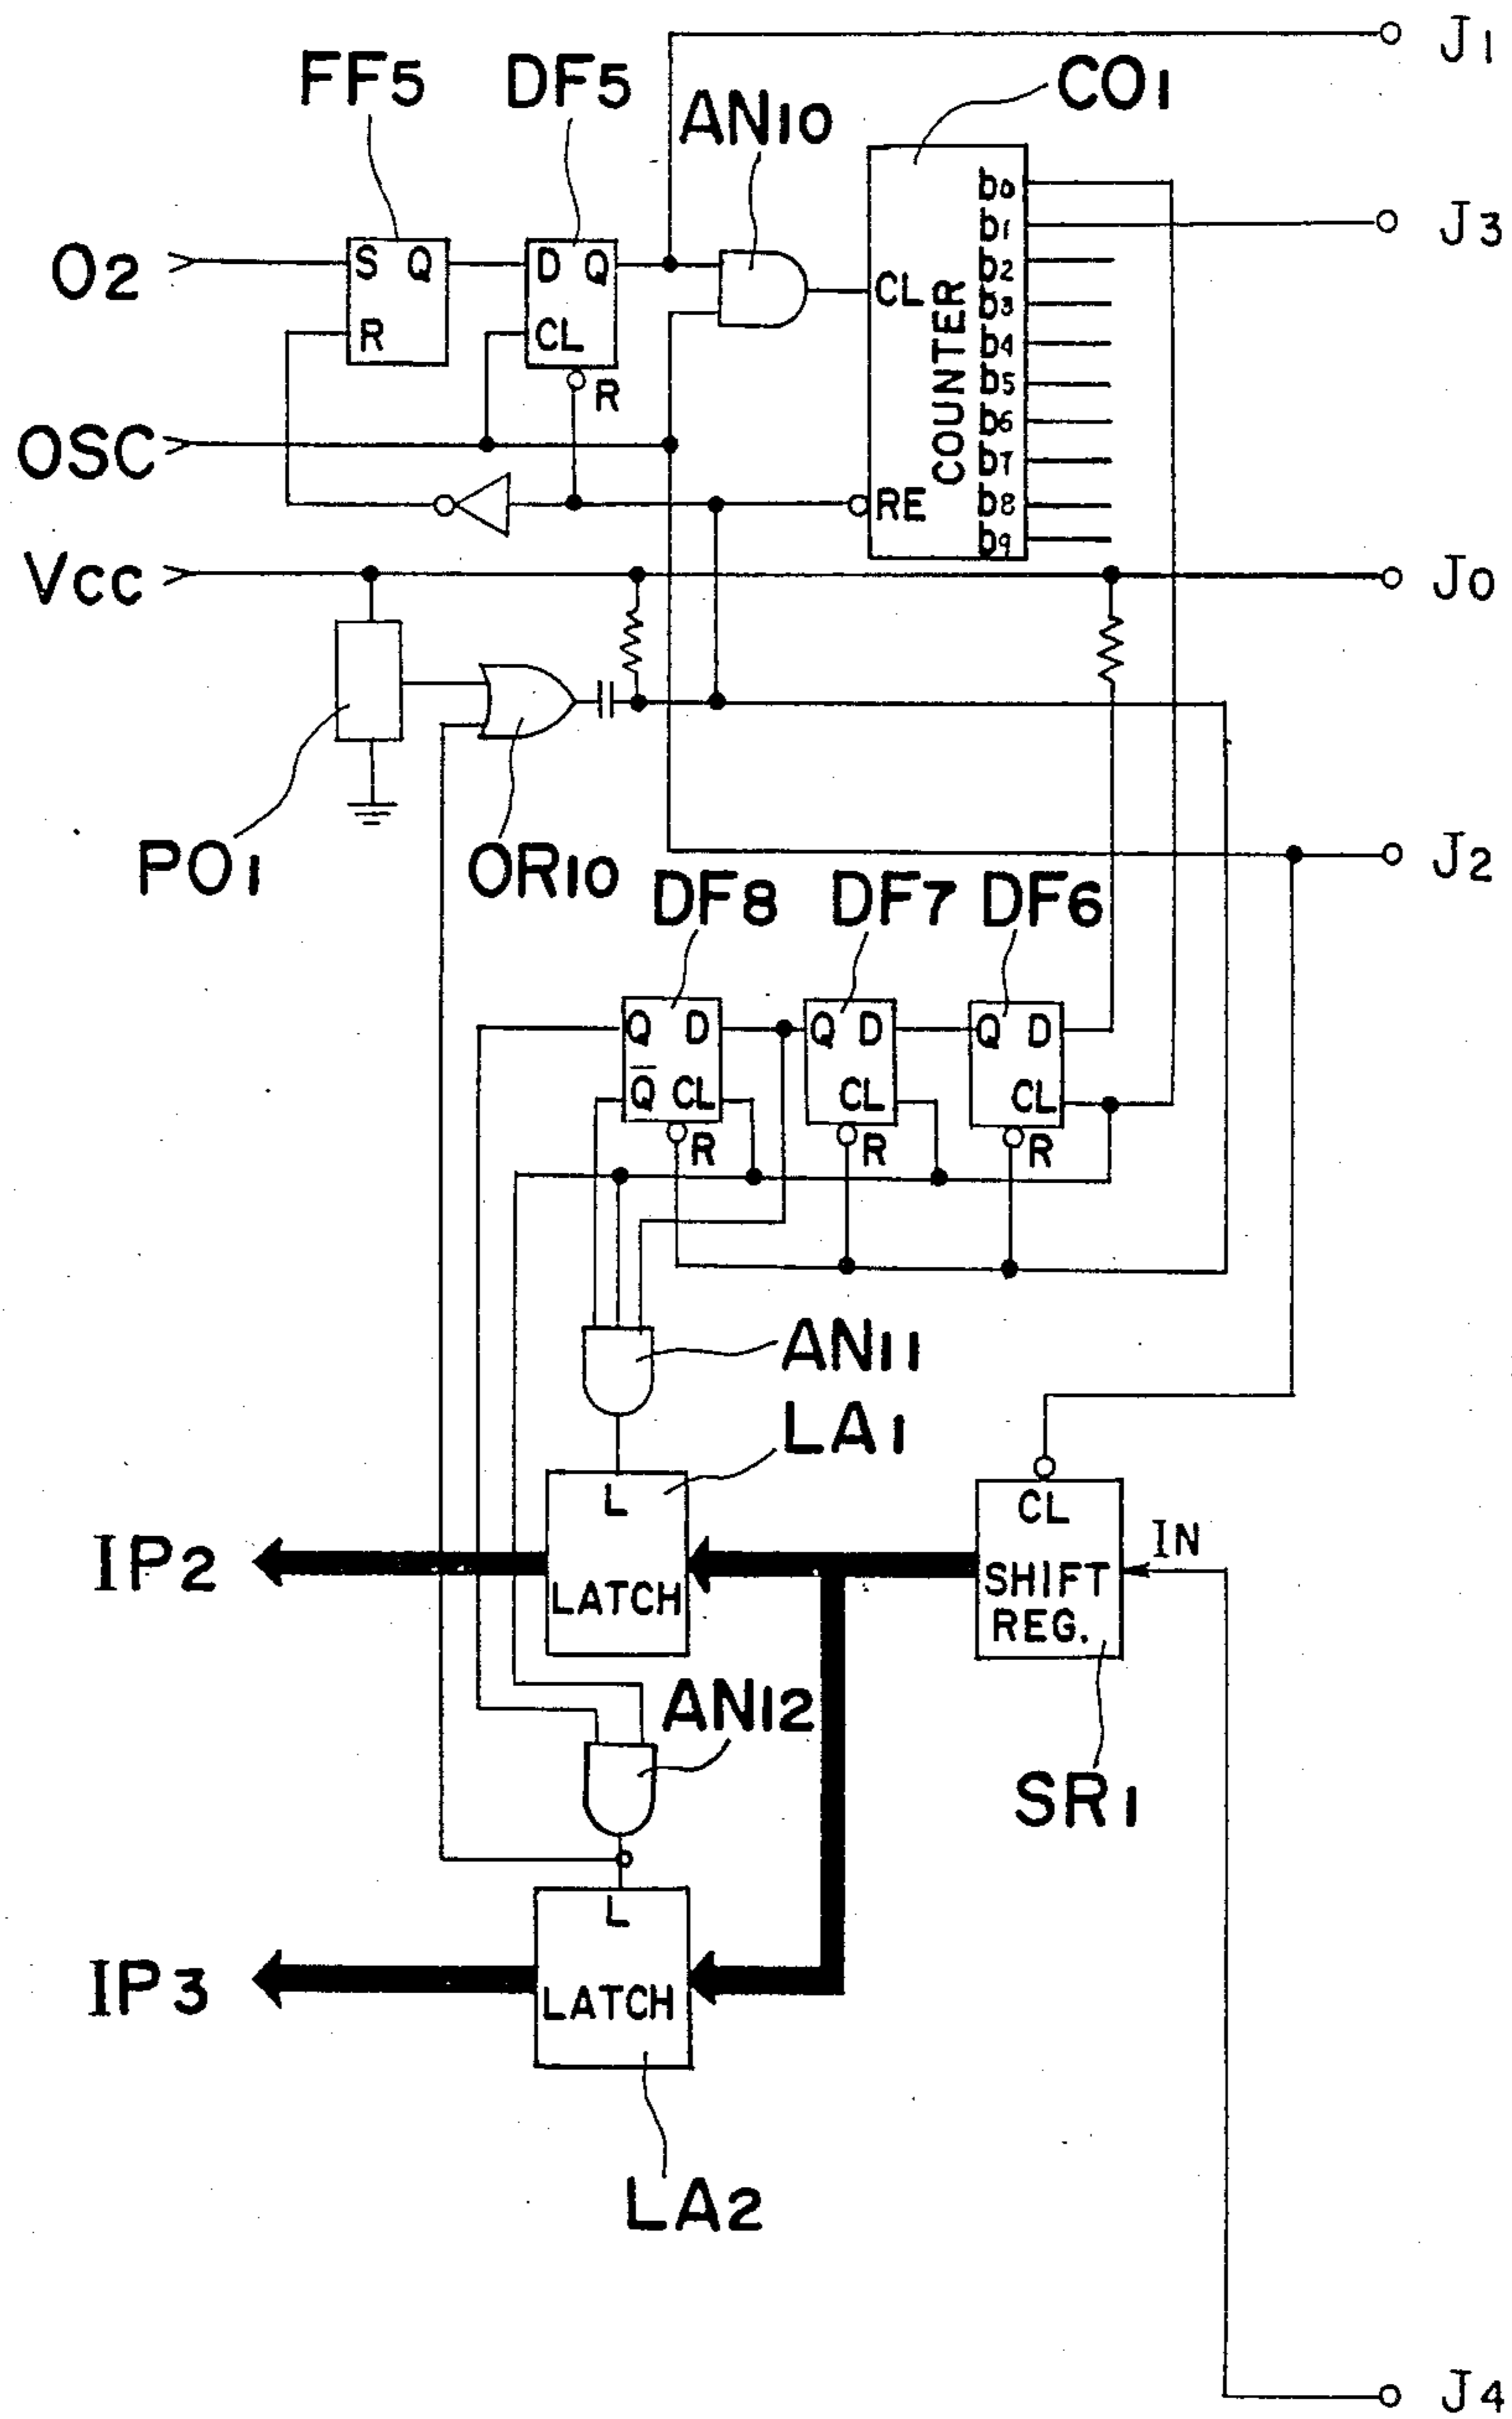 J1
FF5 DF5 AN10 CO1
b0
b1 J3
O2 S Q D Q b2
CL b3
R CL b4
R b5
b6
OSC COUNTER b7
RE b8
b9
Vcc J0
PO1 OR10 J2
DF8 DF7 DF6
Q D Q D Q D
Q̅ CL CL CL
R R R
AN11
LA1
L CL
IP2 IN
LATCH SHIFT
REG.
AN12
SR1
L
IP3 LATCH
LA2
J4